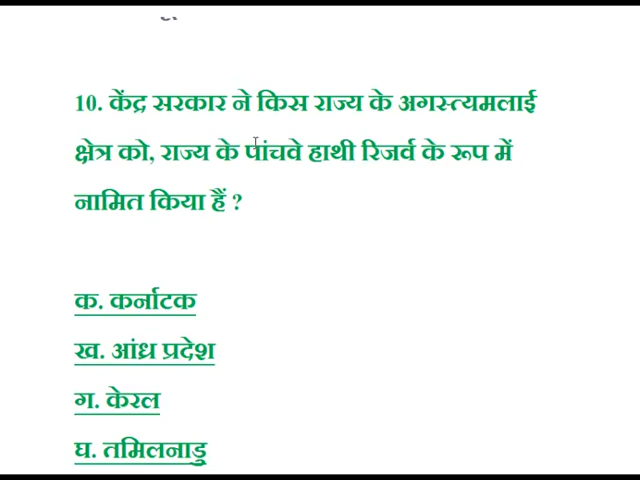 10. केंद्र सरकार ने किस राज्य के अगस्त्यमलाई
क्षेत्र को, राज्य के पांचवे हाथी रिजर्व के रूप में
नामित किया हैं ?
क. कर्नाटक
ख. आंध्र प्रदेश
ग. केरल
घ. तमिलनाडु